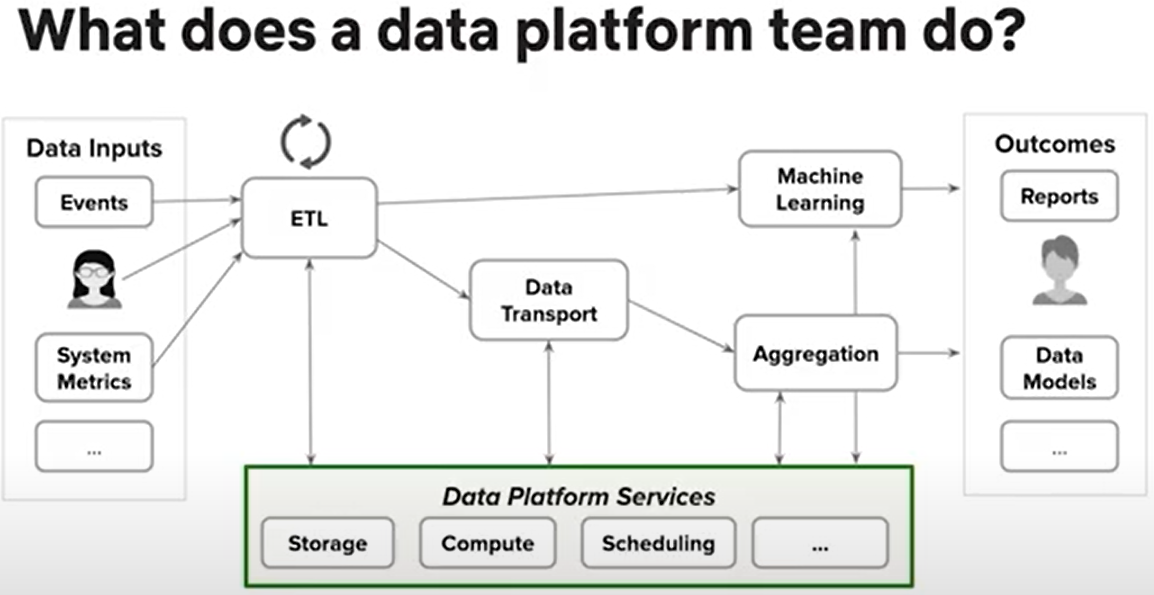 What does a data platform team do?
Data Inputs
Events
System
Metrics
...
ETL
Data
Transport
Machine
Learning
Aggregation
Outcomes
Reports
Data
Models
...
Data Platform Services
Storage
Compute
Scheduling
...